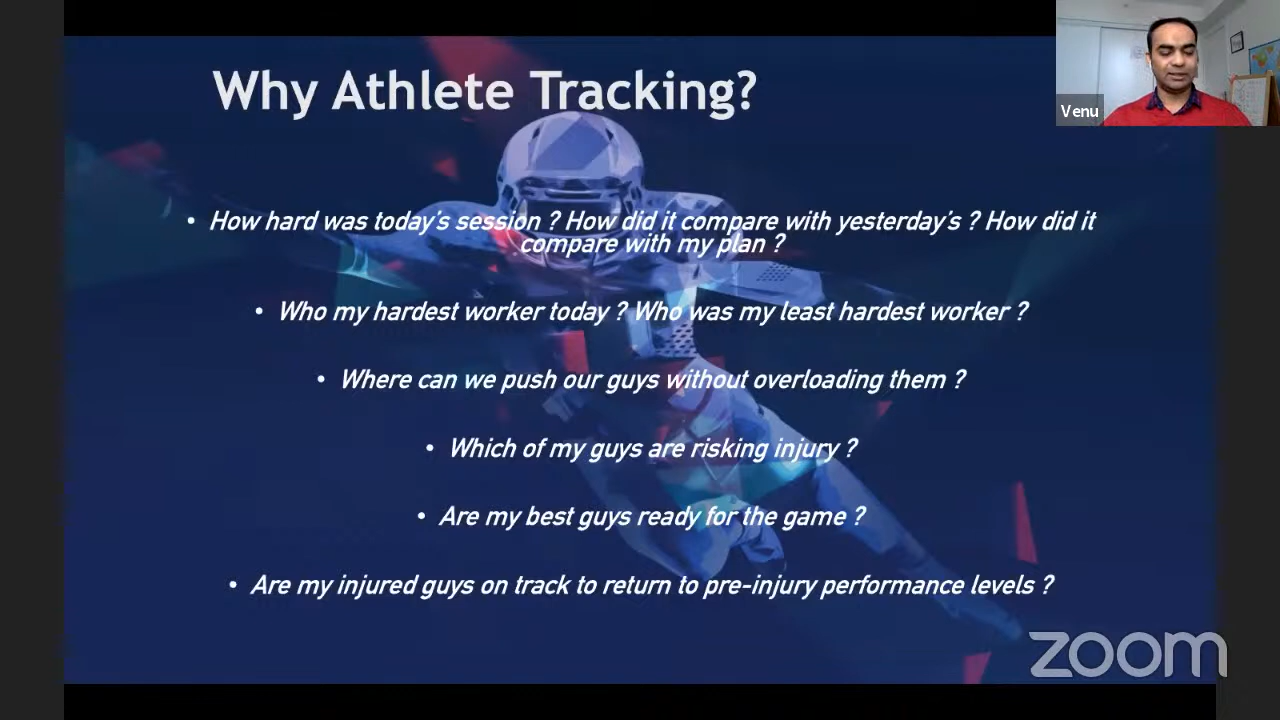 Why Athlete Tracking?
Venu
• How hard was today's session ? How did it compare with yesterday's ? How did it
compare with my plan ?
• Who my hardest worker today ? Who was my least hardest worker ?
• Where can we push our guys without overloading them ?
• Which of my guys are risking injury ?
• Are my best guys ready for the game ?
• Are my injured guys on track to return to pre-injury performance levels ?
zoom